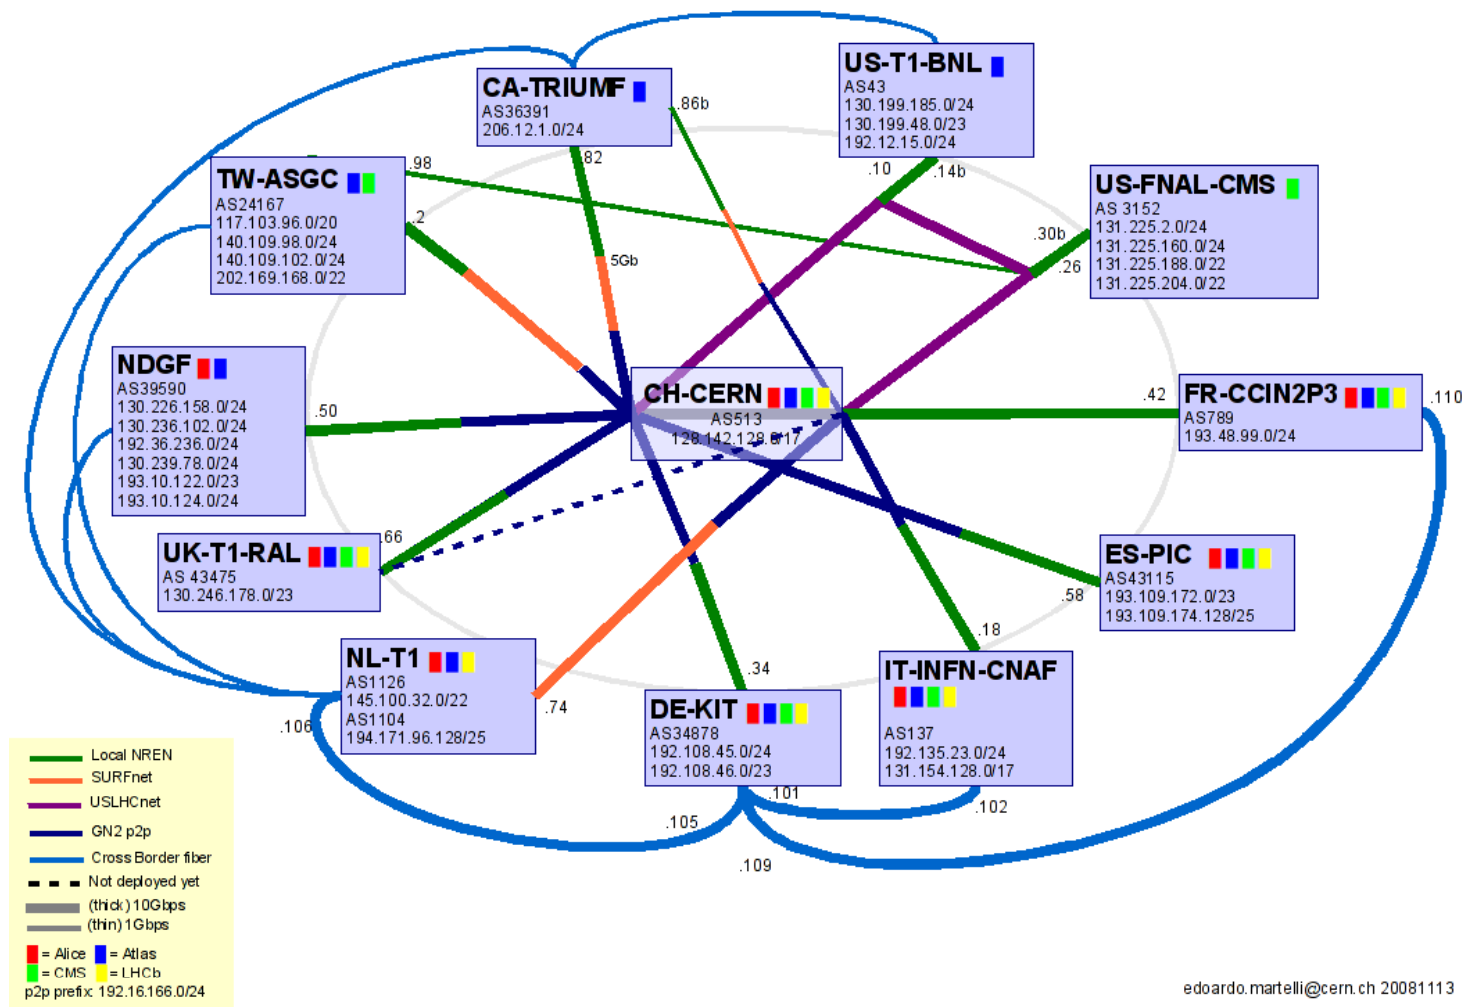 US-T1-BNL
AS43
130.199.185.0/24
130.199.48.0/23
192.12.15.0/24
CA-TRIUMF
AS36391
206.12.1.0/24
.86b
.82
.98
.10
.14b
TW-ASGC
AS24167
117.103.96.0/20
140.109.98.0/24
140.109.102.0/24
202.169.168.0/22
.2
5Gb
US-FNAL-CMS
AS 3152
131.225.2.0/24
131.225.160.0/24
131.225.188.0/22
131.225.204.0/22
.30b
.26
NDGF
AS39590
130.226.158.0/24
130.236.102.0/24
192.36.236.0/24
130.239.78.0/24
193.10.122.0/23
193.10.124.0/24
.50
CH-CERN
AS513
128.142.128.0/17
.42
FR-CCIN2P3
AS789
193.48.99.0/24
.110
UK-T1-RAL
AS 43475
130.246.178.0/23
.66
ES-PIC
AS43115
193.109.172.0/23
193.109.174.128/25
.58
NL-T1
AS1126
145.100.32.0/22
AS1104
194.171.96.128/25
.106
.74
.34
DE-KIT
AS34878
192.108.45.0/24
192.108.46.0/23
.18
IT-INFN-CNAF
AS137
192.135.23.0/24
131.154.128.0/17
.101
.102
.105
.109
Local NREN
SURFnet
USLHCnet
GN2 p2p
Cross Border fiber
Not deployed yet
(thick) 10Gbps
(thin) 1Gbps
= Alice = Atlas
= CMS = LHCb
p2p prefix: 192.16.166.0/24
edoardo.martelli@cern.ch 20081113